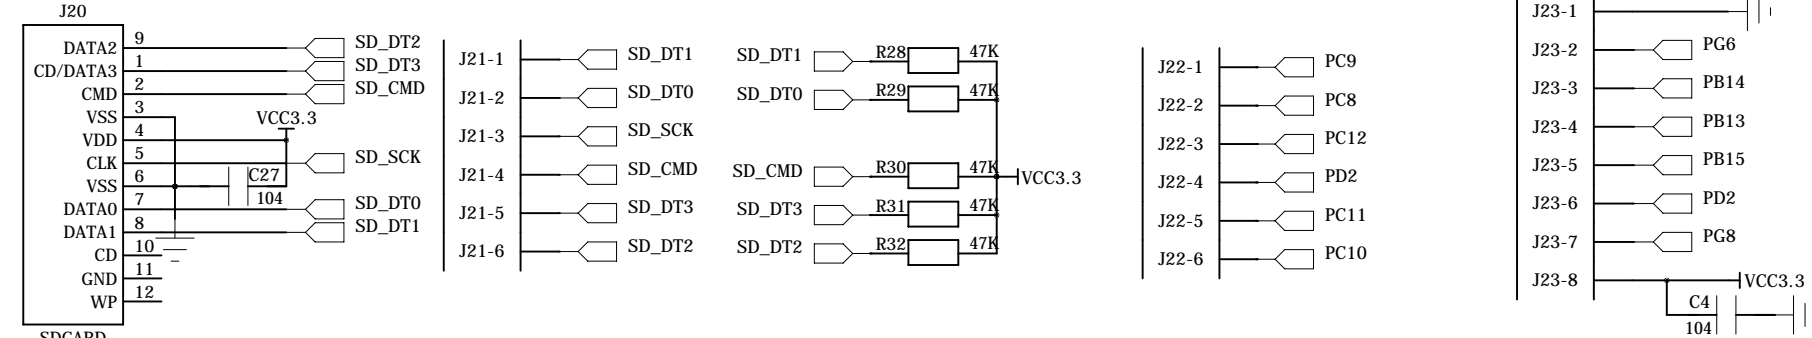 J20
DATA2 9 SD_DT2
CD/DATA3 1 SD_DT3
CMD 2 SD_CMD
VSS 3
VCC3.3
VDD 4
CLK 5 SD_SCK
VSS 6
C27
104
DATA0 7 SD_DT0
DATA1 8 SD_DT1
CD 10
GND 11
WP 12
SDCARD
J21-1 SD_DT1
J21-2 SD_DT0
J21-3 SD_SCK
J21-4 SD_CMD
J21-5 SD_DT3
J21-6 SD_DT2
SD_DT1 R28 47K
SD_DT0 R29 47K
SD_CMD R30 47K
VCC3.3
SD_DT3 R31 47K
SD_DT2 R32 47K
J22-1 PC9
J22-2 PC8
J22-3 PC12
J22-4 PD2
J22-5 PC11
J22-6 PC10
J23-1
J23-2 PG6
J23-3 PB14
J23-4 PB13
J23-5 PB15
J23-6 PD2
J23-7 PG8
J23-8 VCC3.3
C4
104